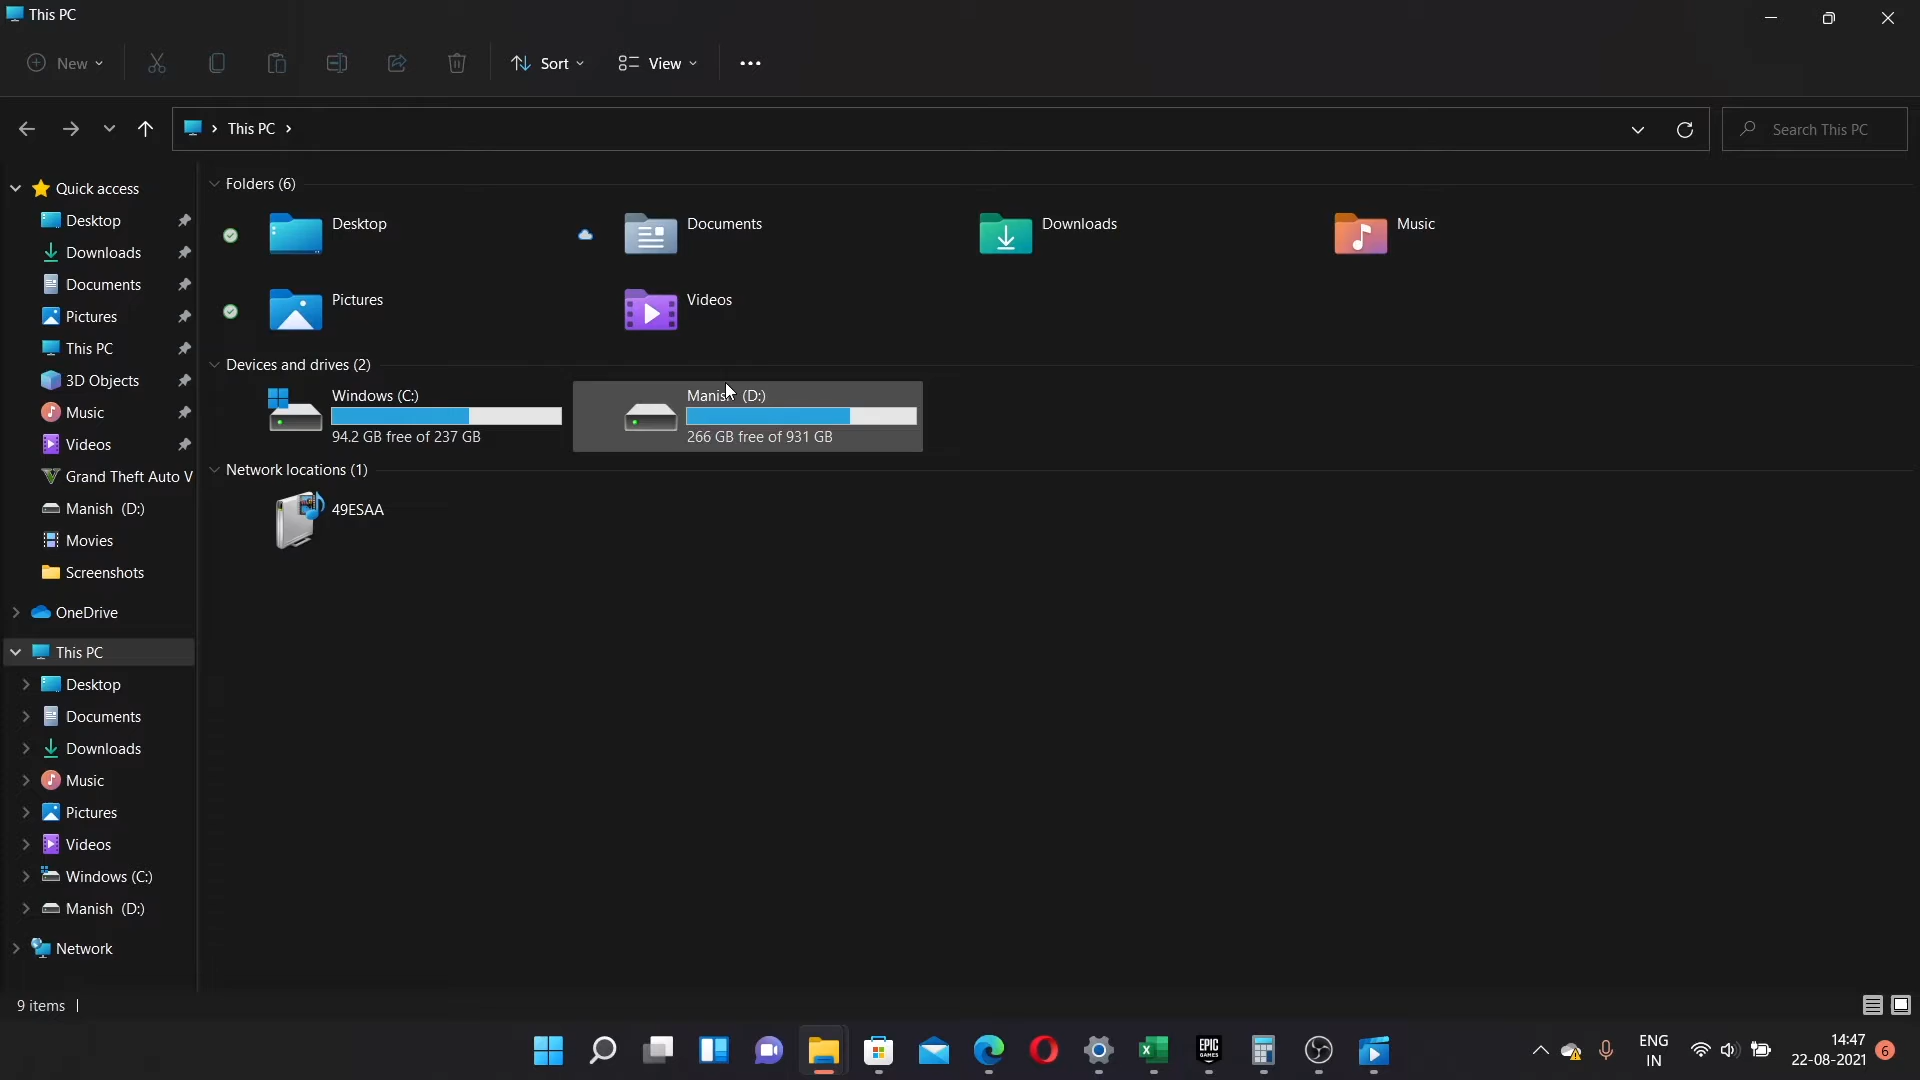 This PC
New
Sort
View
This PC
Search This PC
Quick access
Desktop
Downloads
Documents
Pictures
This PC
3D Objects
Music
Videos
Grand Theft Auto V
Manish (D:)
Movies
Screenshots
OneDrive
This PC
Desktop
Documents
Downloads
Music
Pictures
Videos
Windows (C:)
Manish (D:)
Network
Folders (6)
Desktop
Documents
Downloads
Music
Pictures
Videos
Devices and drives (2)
Windows (C:)
94.2 GB free of 237 GB
Manish (D:)
266 GB free of 931 GB
Network locations (1)
49ESAA
9 items
EPIC
GAMES
ENG
IN
14:47
22-08-2021
6